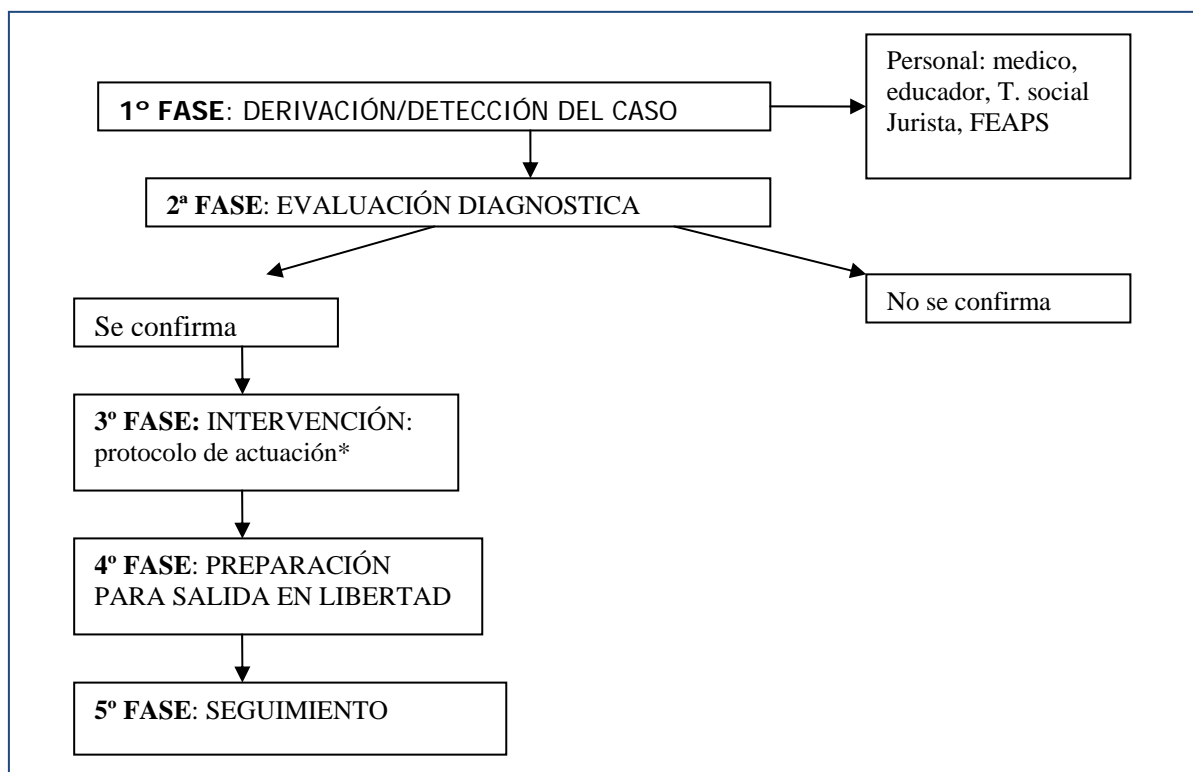 1º FASE: DERIVACIÓN/DETECCIÓN DEL CASO
Personal: medico,
educador, T. social
Jurista, FEAPS
2ª FASE: EVALUACIÓN DIAGNOSTICA
Se confirma
No se confirma
3º FASE: INTERVENCIÓN:
protocolo de actuación*
4º FASE: PREPARACIÓN
PARA SALIDA EN LIBERTAD
5º FASE: SEGUIMIENTO